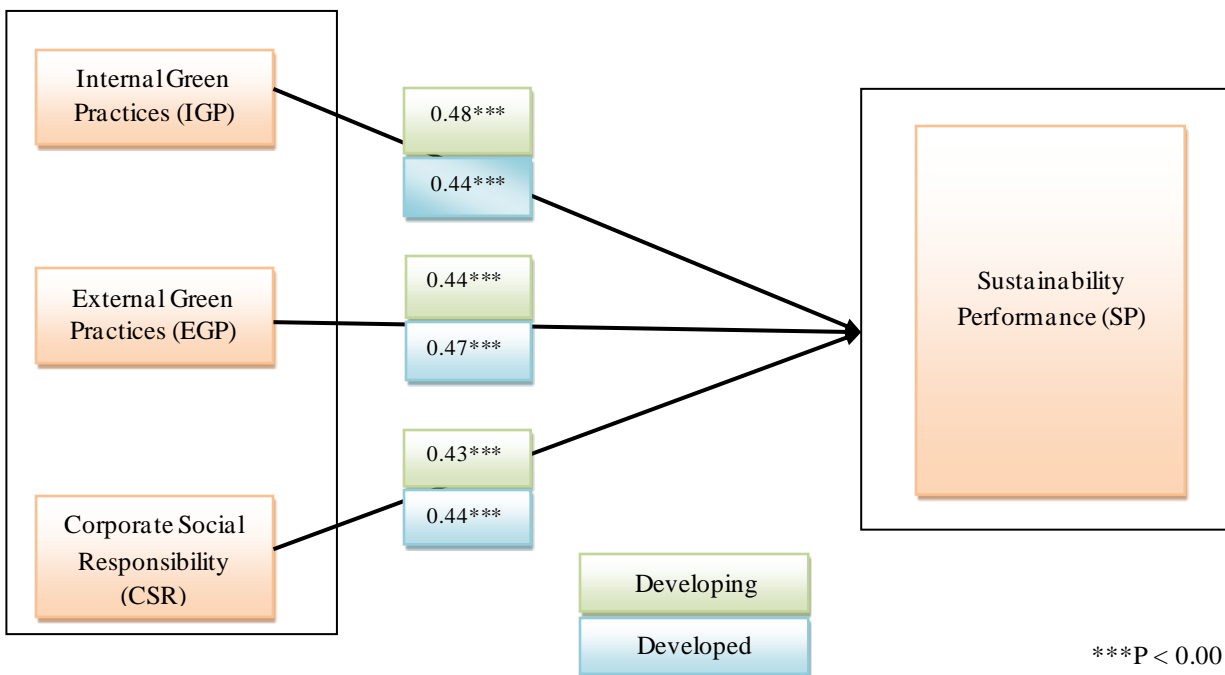 Internal Green
Practices (IGP)
0.48***
0.44***
External Green
Practices (EGP)
0.44***
0.47***
Sustainability
Performance (SP)
0.43***
0.44***
Corporate Social
Responsibility
(CSR)
Developing
Developed
***P < 0.00